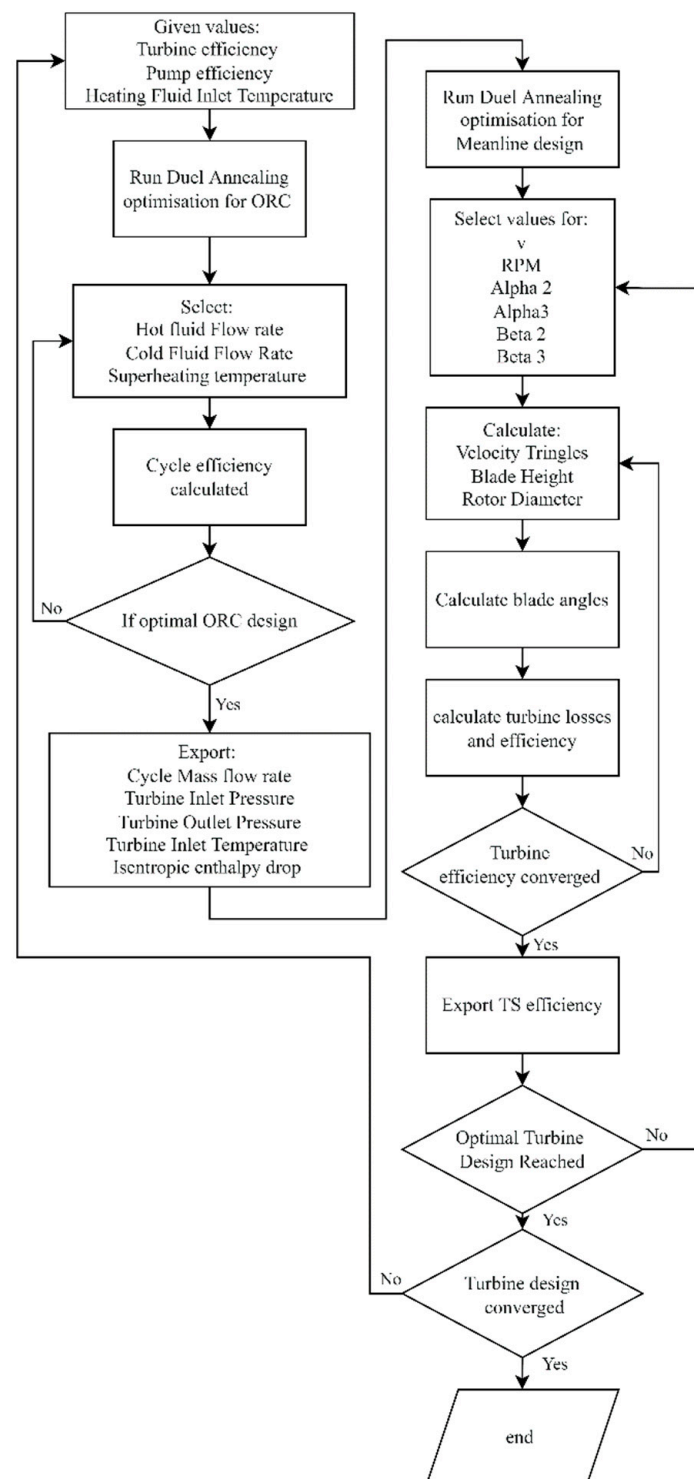 Given values:
Turbine efficiency
Pump efficiency
Heating Fluid Inlet Temperature
Run Duel Annealing
optimisation for ORC
Select:
Hot fluid Flow rate
Cold Fluid Flow Rate
Superheating temperature
Cycle efficiency
calculated
If optimal ORC design
No
Yes
Export:
Cycle Mass flow rate
Turbine Inlet Pressure
Turbine Outlet Pressure
Turbine Inlet Temperature
Isentropic enthalpy drop
Run Duel Annealing
optimisation for
Meanline design
Select values for:
v
RPM
Alpha 2
Alpha3
Beta 2
Beta 3
Calculate:
Velocity Tringles
Blade Height
Rotor Diameter
Calculate blade angles
calculate turbine losses
and efficiency
Turbine
efficiency converged
No
Yes
Export TS efficiency
Optimal Turbine
Design Reached
No
Yes
Turbine design
converged
No
Yes
end